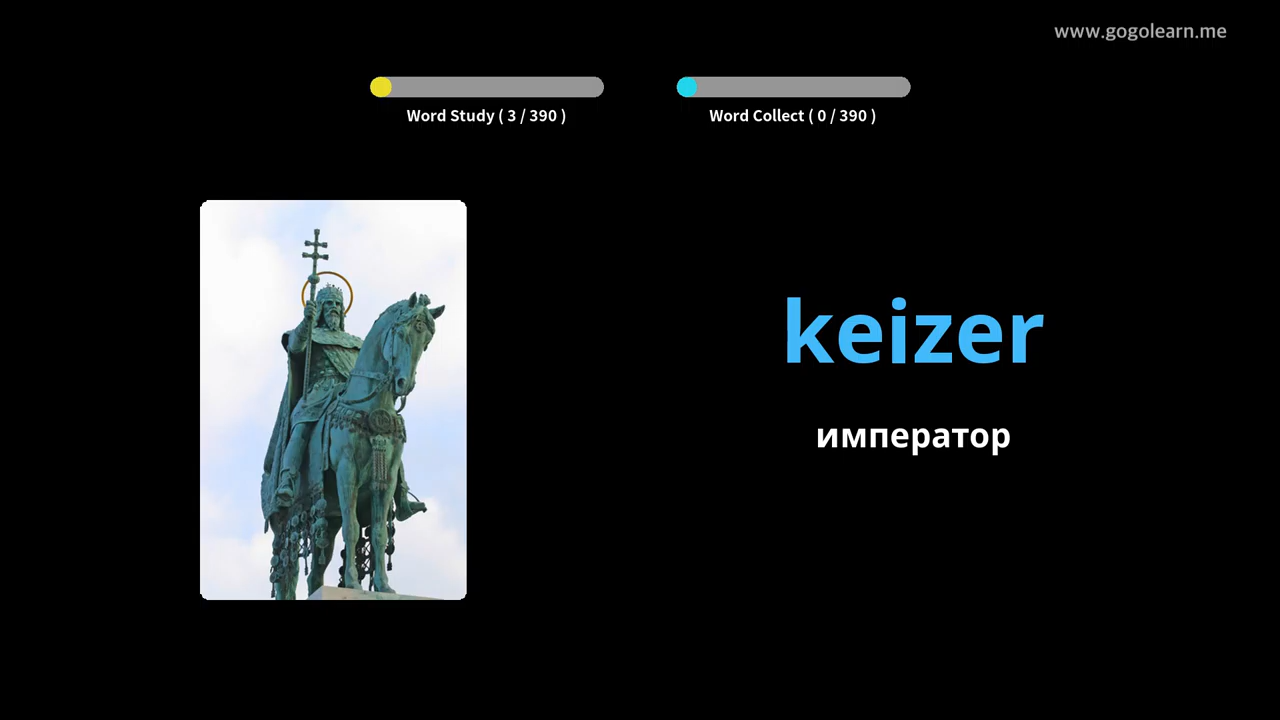 www.gogolearn.me
Word Study ( 3 / 390 )
Word Collect ( 0 / 390 )
keizer
император